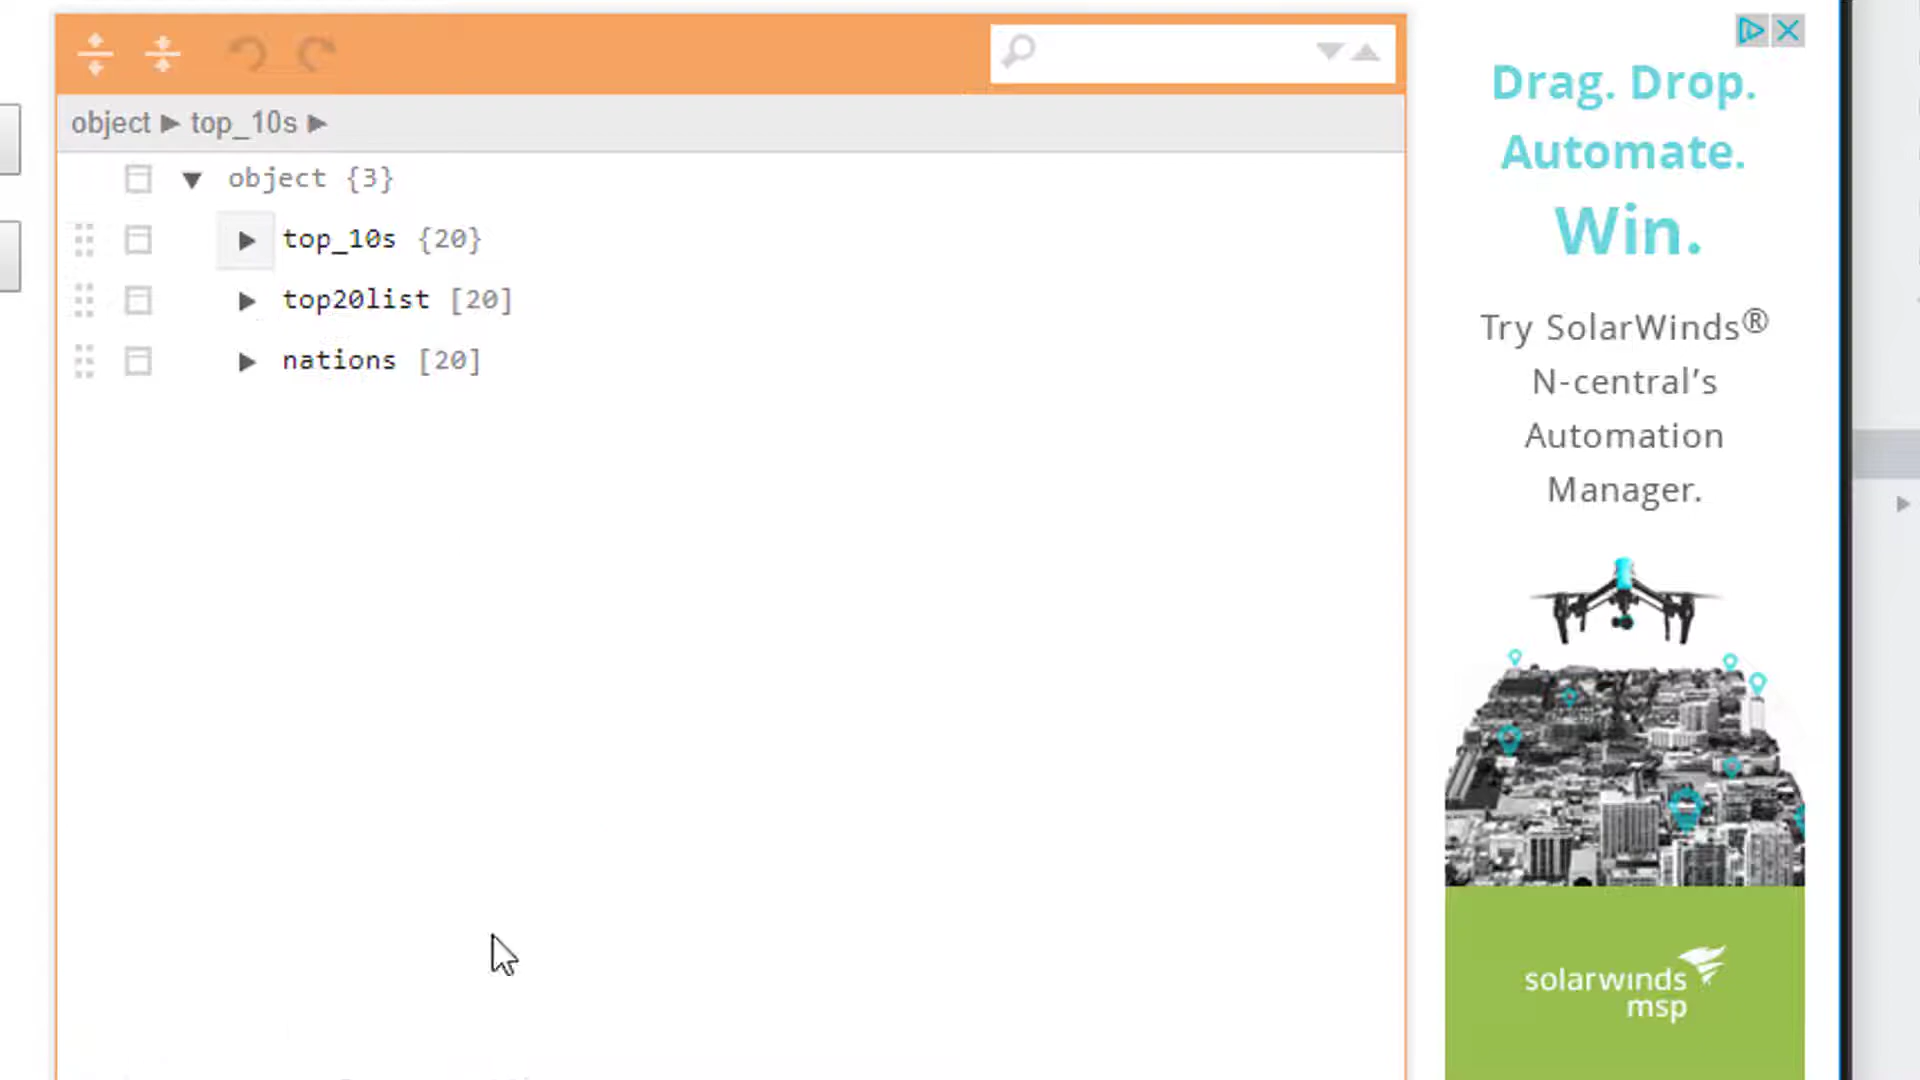 object ▶ top_10s ▶
object {3}
top_10s {20}
top20list [20]
nations [20]
Drag. Drop.
Automate.
Win.
Try SolarWinds®
N-central’s
Automation
Manager.
solarwinds
msp